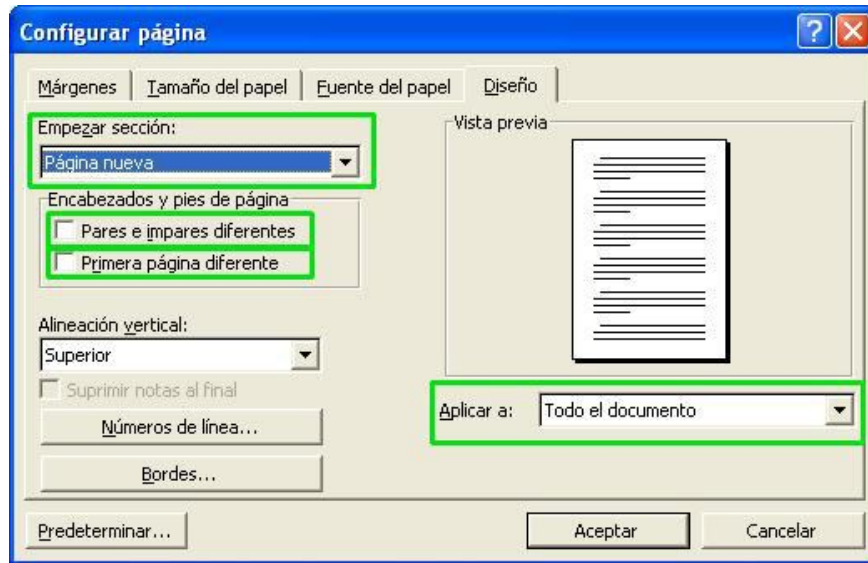 Configurar página
Márgenes
Tamaño del papel
Fuente del papel
Diseño
Empezar sección:
Página nueva
Encabezados y pies de página
Pares e impares diferentes
Primera página diferente
Alineación vertical:
Superior
Suprimir notas al final
Números de línea...
Bordes...
Vista previa
Aplicar a:
Todo el documento
Predeterminar...
Aceptar
Cancelar